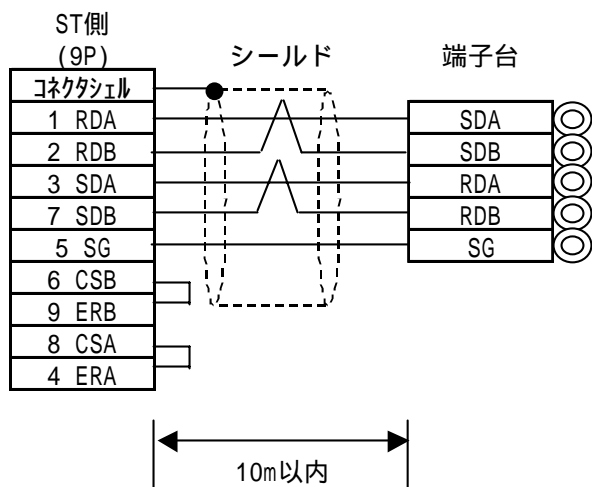 ST側
(9P)
シールド
端子台
コネクタシェル
1 RDA
2 RDB
3 SDA
7 SDB
5 SG
6 CSB
9 ERB
8 CSA
4 ERA
SDA
SDB
RDA
RDB
SG
10m以内